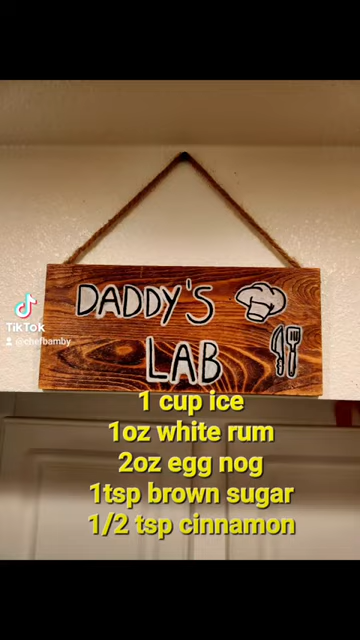 DADDY'S
LAB
TikTok
@chefbamby
1 cup ice
1oz white rum
2oz egg nog
1tsp brown sugar
1/2 tsp cinnamon